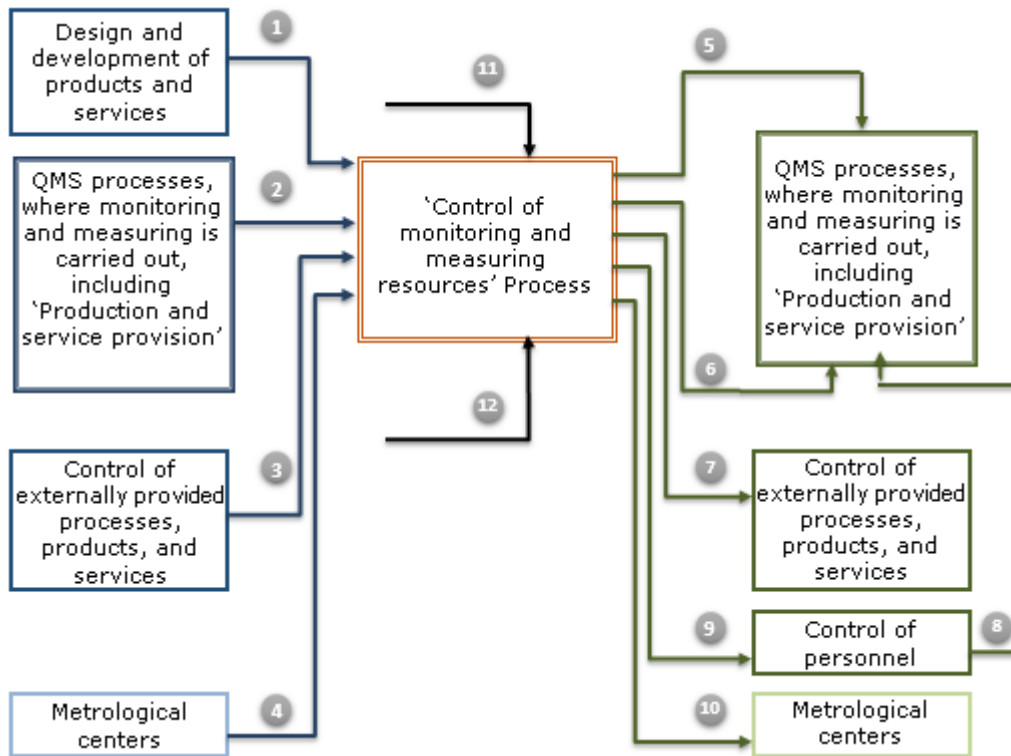 Design and
development of
products and
services
1
QMS processes,
where monitoring
and measuring is
carried out,
including
‘Production and
service provision’
2
Control of
externally provided
processes,
products, and
services
3
Metrological
centers
4
11
‘Control of
monitoring and
measuring
resources’ Process
12
5
QMS processes,
where monitoring
and measuring is
carried out,
including
‘Production and
service provision’
6
7
Control of
externally provided
processes,
products, and
services
9
Control of
personnel
8
10
Metrological
centers